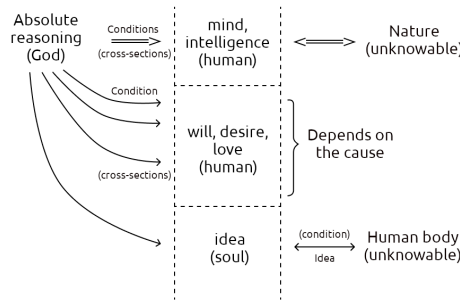 Absolute
reasoning
(God)
Conditions
(cross-sections)
mind,
intelligence
(human)
Nature
(unknowable)
Condition
(cross-sections)
will, desire,
love
(human)
Depends on
the cause
idea
(soul)
(condition)
Idea
Human body
(unknowable)